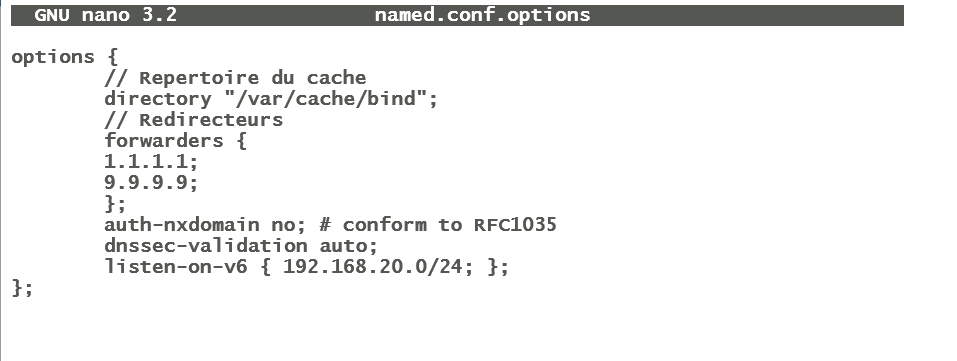 GNU nano 3.2 named.conf.options
options {
// Repertoire du cache
directory "/var/cache/bind";
// Redirecteurs
forwarders {
1.1.1.1;
9.9.9.9;
};
auth-nxdomain no; # conform to RFC1035
dnssec-validation auto;
listen-on-v6 { 192.168.20.0/24; };
};